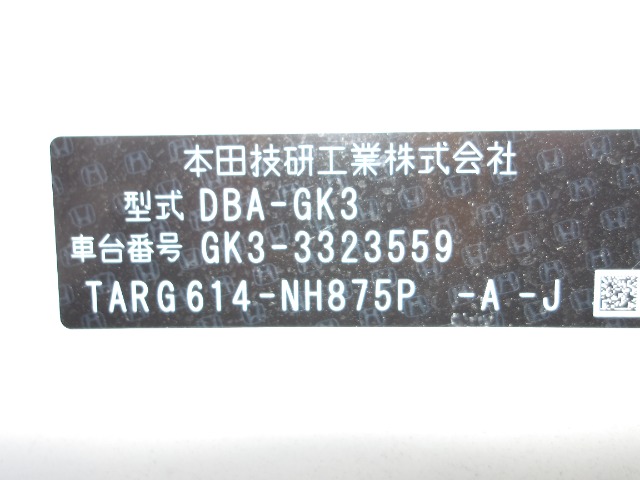 本田技研工業株式会社
型式 DBA-GK3
車台番号 GK3-3323559
TARG614-NH875P -A -J